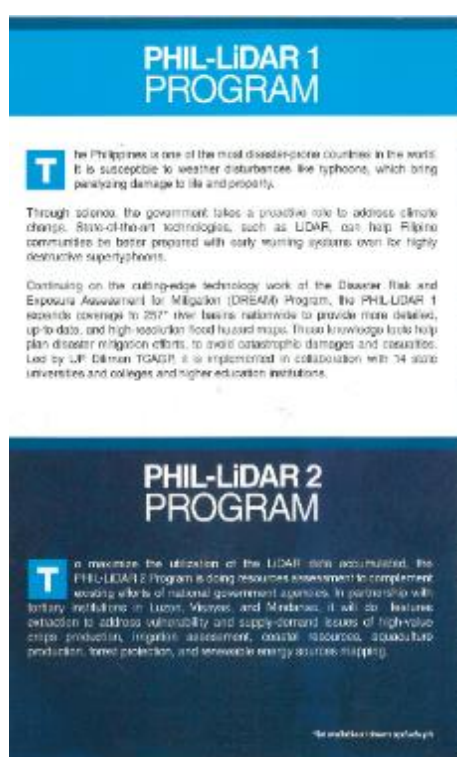 PHIL-LiDAR 1
PROGRAM
The Philippines is one of the most disaster-prone countries in the world.
It is susceptible to weather disturbances like typhoons, which bring
paralyzing damage to life and property.
Through science, the government takes a proactive role to address climate
change. State-of-the-art technologies, such as LiDAR, can help Filipino
communities be better prepared with early warning systems even for highly
destructive supertyphoons.
Continuing on the cutting-edge technology work of the Disaster Risk and
Exposure Assessment for Mitigation (DREAM) Program, the PHIL-LiDAR 1
expands coverage to 257* river basins nationwide to provide more detailed,
up-to-date, and high-resolution flood hazard maps. These knowledge tools help
plan disaster mitigation efforts, to avoid catastrophic damages and casualties.
Led by UP Diliman TCAGP, it is implemented in collaboration with 14 state
universities and colleges and higher education institutions.
PHIL-LiDAR 2
PROGRAM
To maximize the utilization of the LiDAR data accumulated, the
PHIL-LiDAR 2 Program is doing resources assessment to complement
existing efforts of national government agencies. In partnership with
tertiary institutions in Luzon, Visayas, and Mindanao, it will do features
extraction to address vulnerability and supply-demand issues of high-value
crops production, irrigation assessment, coastal resources, aquaculture
production, forest protection, and renewable energy sources mapping.